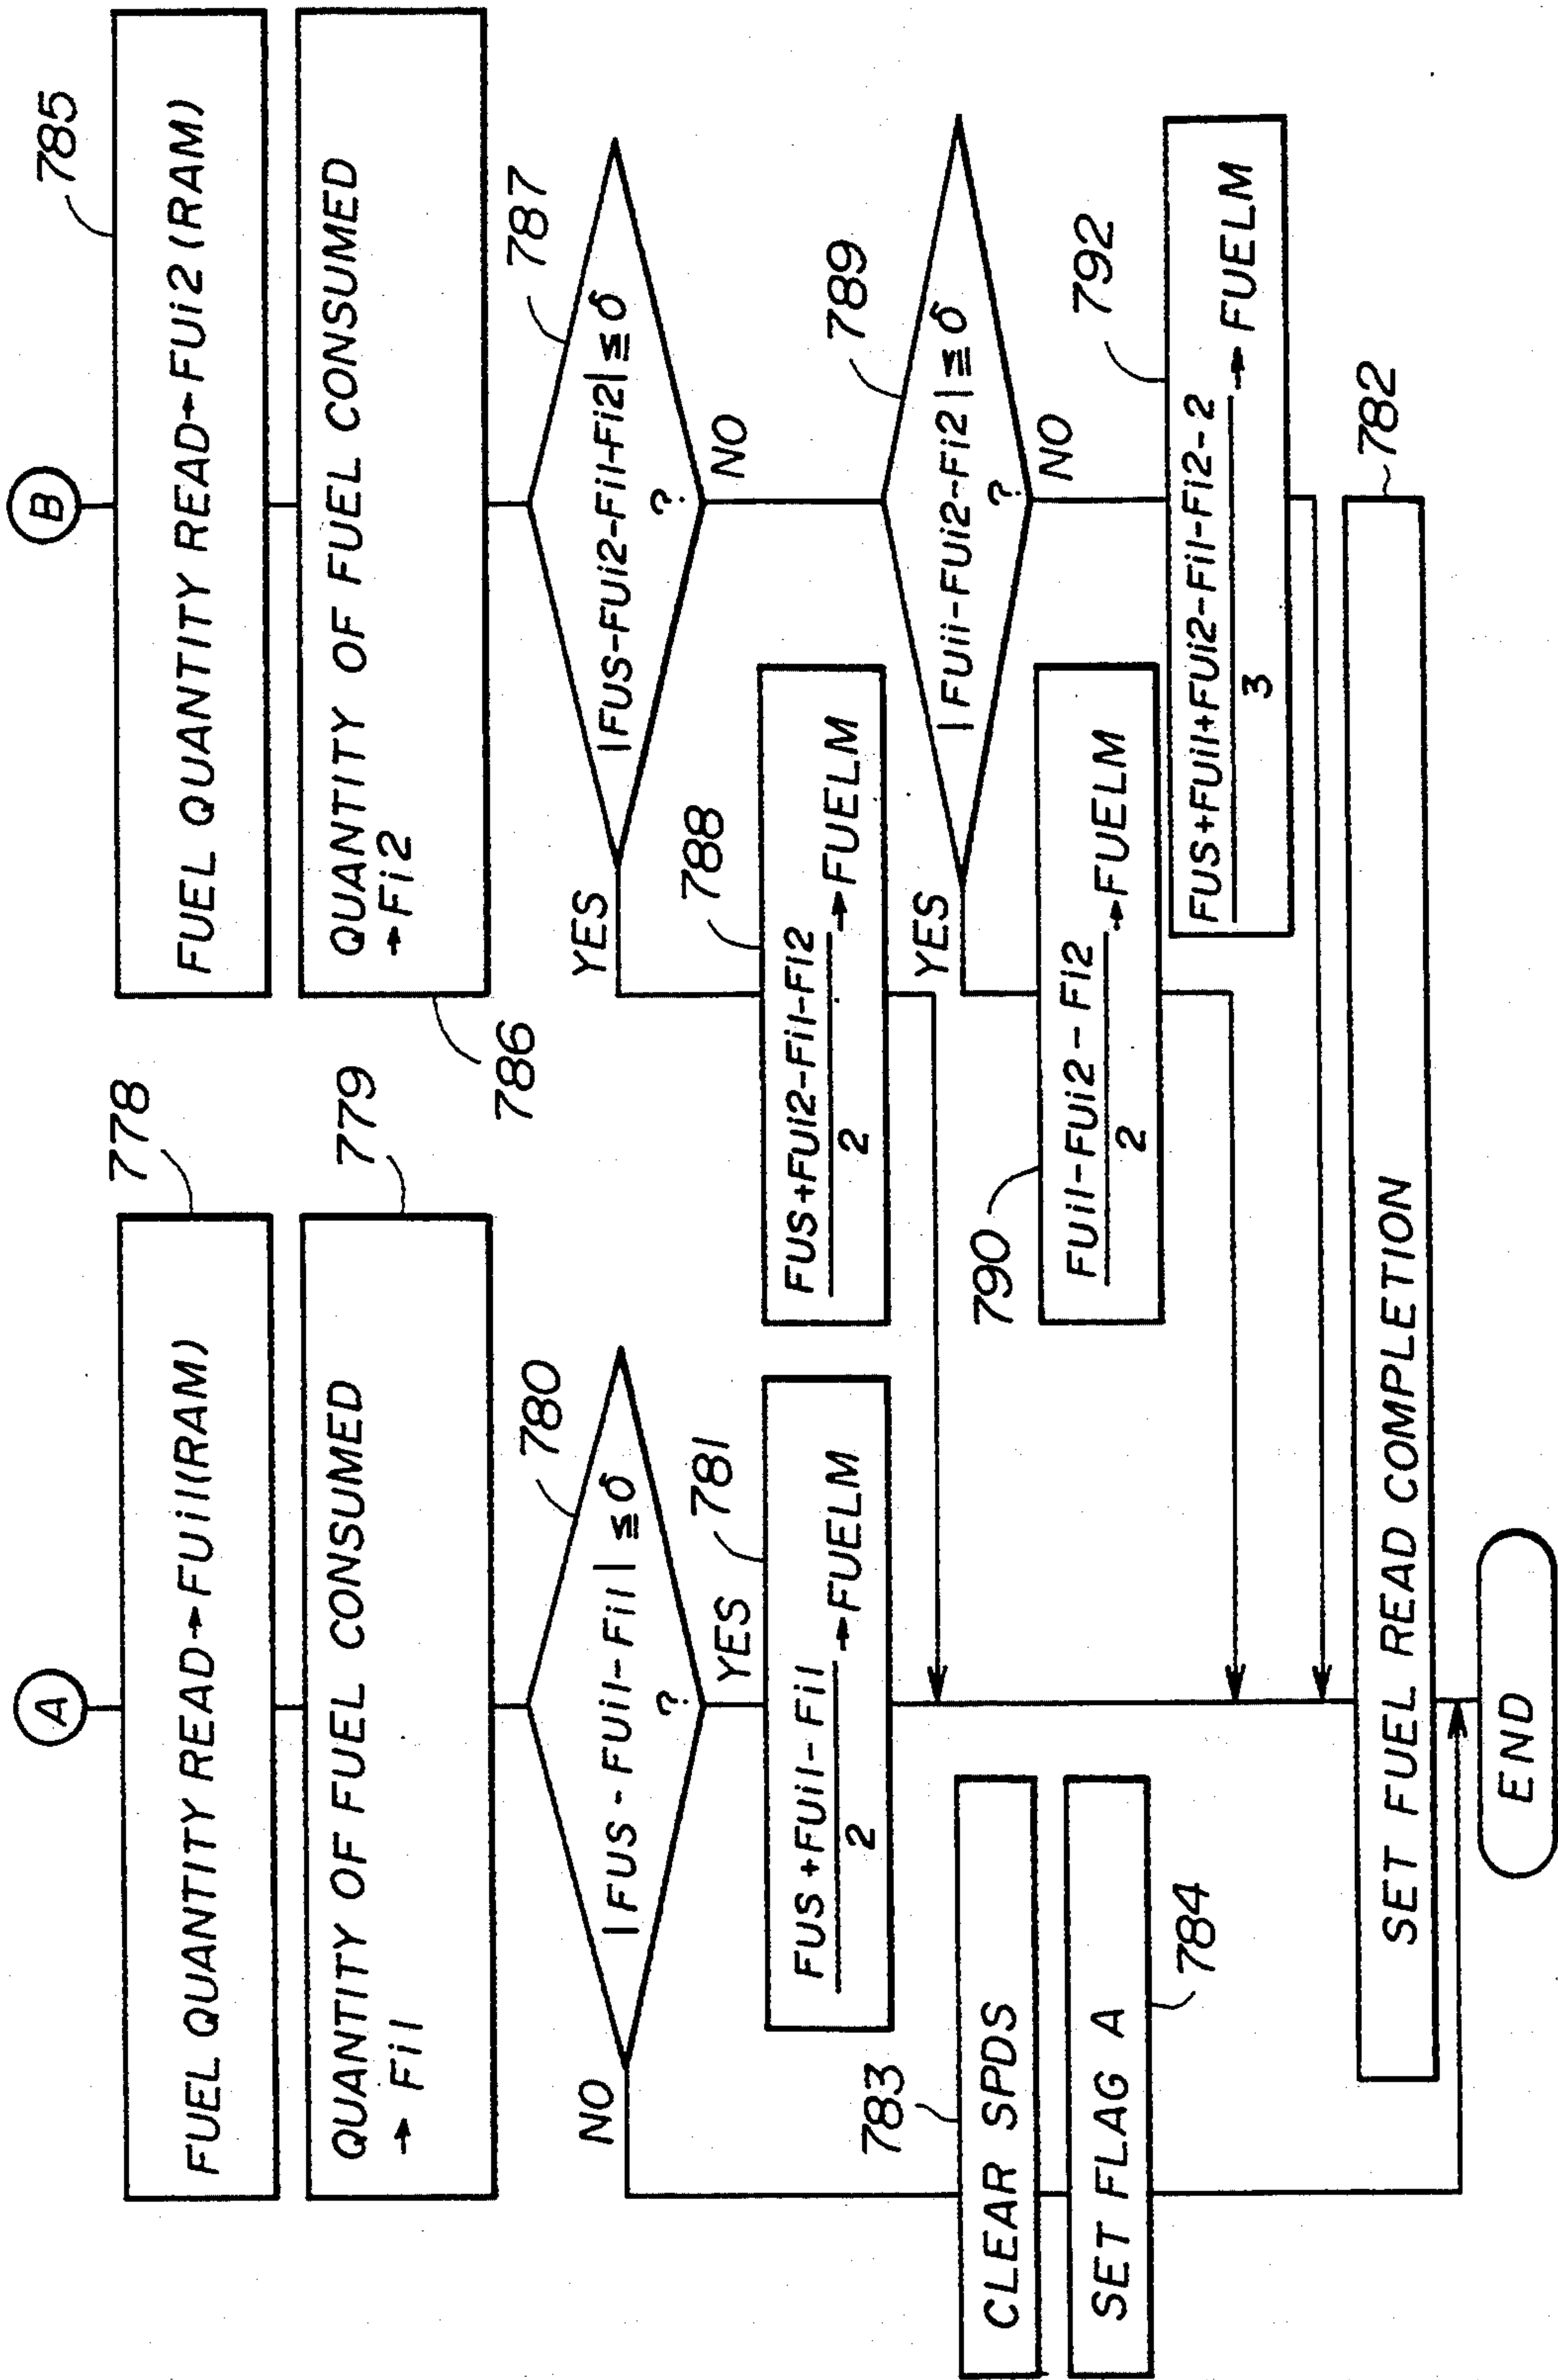 A
FUEL QUANTITY READ→FUi1(RAM)
778
QUANTITY OF FUEL CONSUMED
→ Fi1
779
|FUS-FUi1-Fi1|≦δ
?
780
NO
YES
FUS+FUi1-Fi1
2
→FUELM
781
783
CLEAR SPDS
SET FLAG A
784
B
FUEL QUANTITY READ→FUi2(RAM)
785
QUANTITY OF FUEL CONSUMED
→Fi2
786
|FUS-FUi2-Fi1-Fi2|≦δ
?
787
YES
NO
788
FUS+FUi2-Fi1-Fi2
2
→FUELM
|FUii-FUi2-Fi2|≦δ
?
789
YES
NO
790
FUi1-FUi2-Fi2
2
→FUELM
792
FUS+FUi1+FUi2-Fi1-Fi2-2
3
→FUELM
SET FUEL READ COMPLETION
782
END